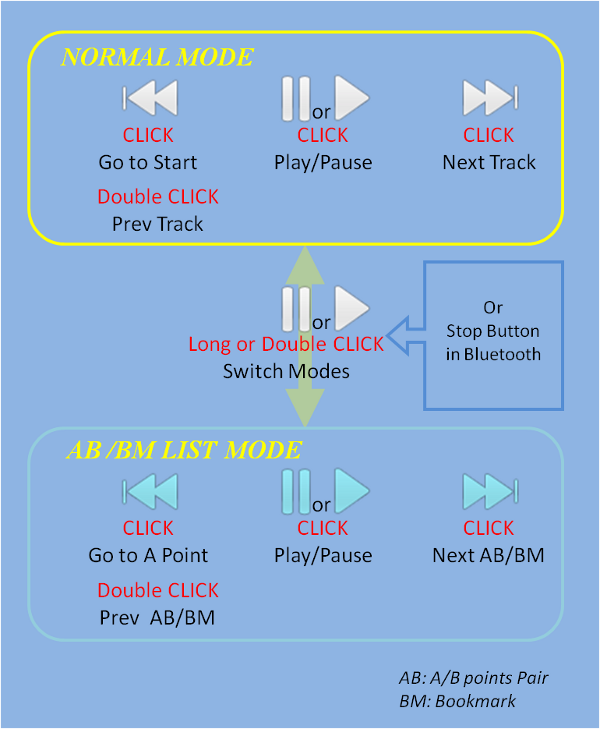 NORMAL MODE
or
CLICK CLICK CLICK
Go to Start Play/Pause Next Track
Double CLICK
Prev Track
or
Long or Double CLICK
Switch Modes
Or
Stop Button
in Bluetooth
AB /BM LIST MODE
or
CLICK CLICK CLICK
Go to A Point Play/Pause Next AB/BM
Double CLICK
Prev AB/BM
AB: A/B points Pair
BM: Bookmark